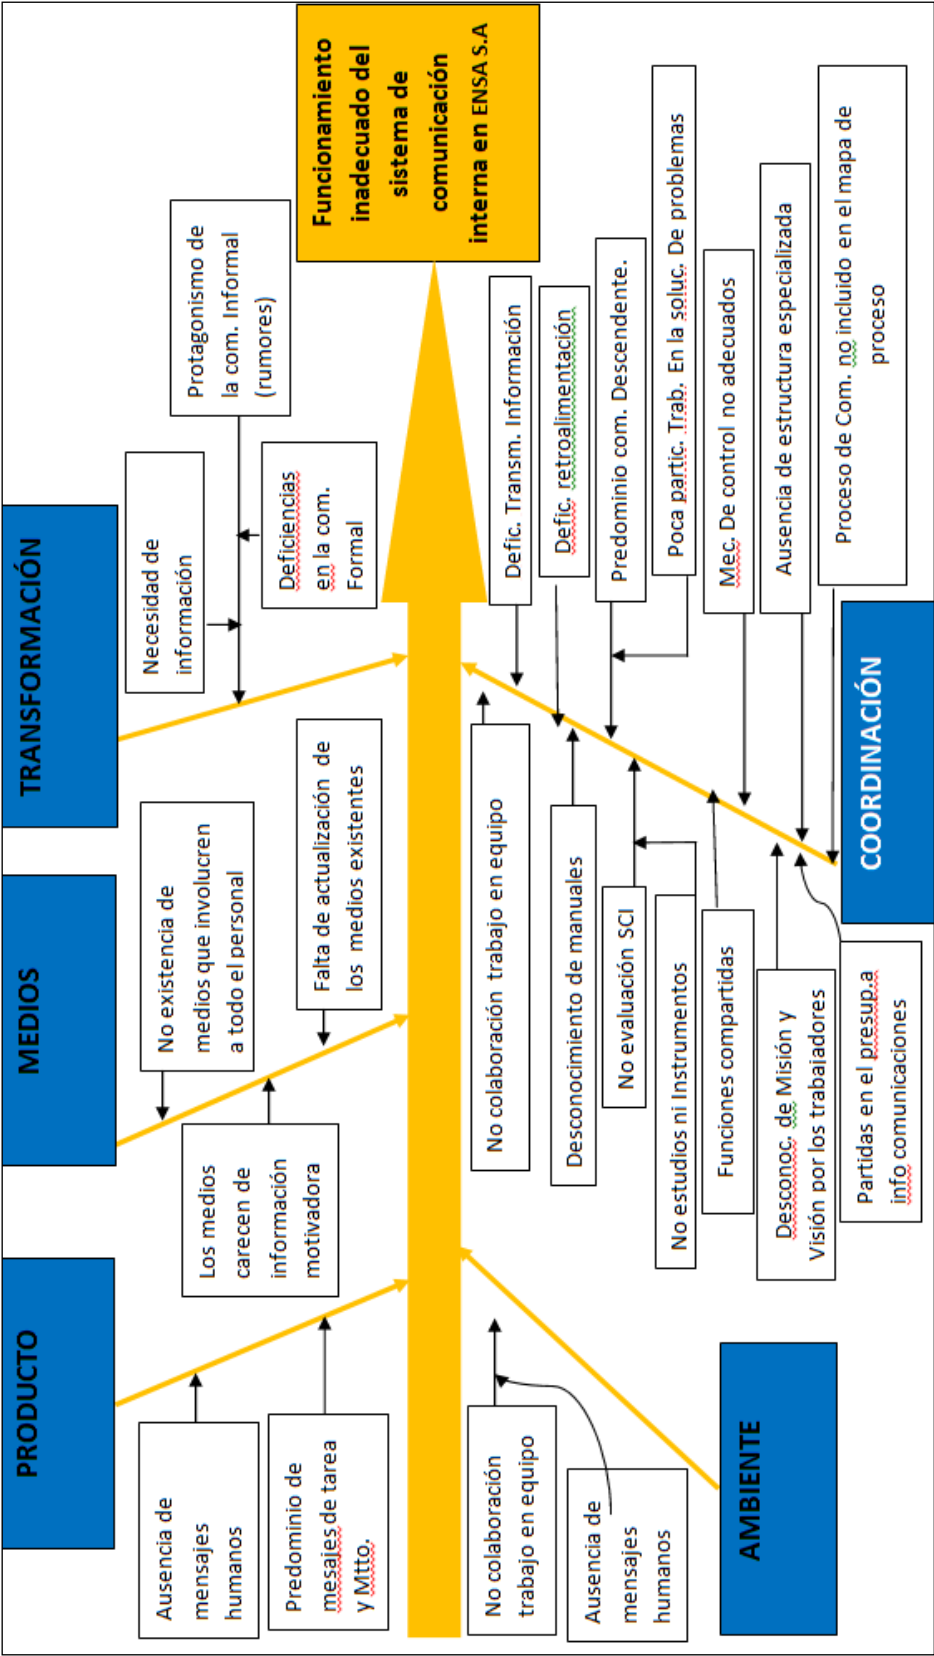 PRODUCTO
MEDIOS
TRANSFORMACIÓN
Ausencia de
mensajes
humanos
Predominio de
mesajes de tarea
y Mtto.
No existencia de
medios que involucren
a todo el personal
Los medios
carecen de
información
motivadora
Falta de actualización de
los medios existentes
Necesidad de
información
Protagonismo de
la com. Informal
(rumores)
Deficiencias
en la com.
Formal
Funcionamiento
inadecuado del
sistema de
comunicación
interna en ENSA S.A
No colaboración
trabajo en equipo
Ausencia de
mensajes
humanos
AMBIENTE
No colaboración trabajo en equipo
Desconocimiento de manuales
No evaluación SCI
No estudios ni Instrumentos
Funciones compartidas
Desconoc. de Misión y
Visión por los trabajadores
Partidas en el presup.a
info comunicaciones
Defic. Transm. Información
Defic. retroalimentación
Predominio com. Descendente.
Poca partic. Trab. En la soluc. De problemas
Mec. De control no adecuados
Ausencia de estructura especializada
Proceso de Com. no incluido en el mapa de
proceso
COORDINACIÓN